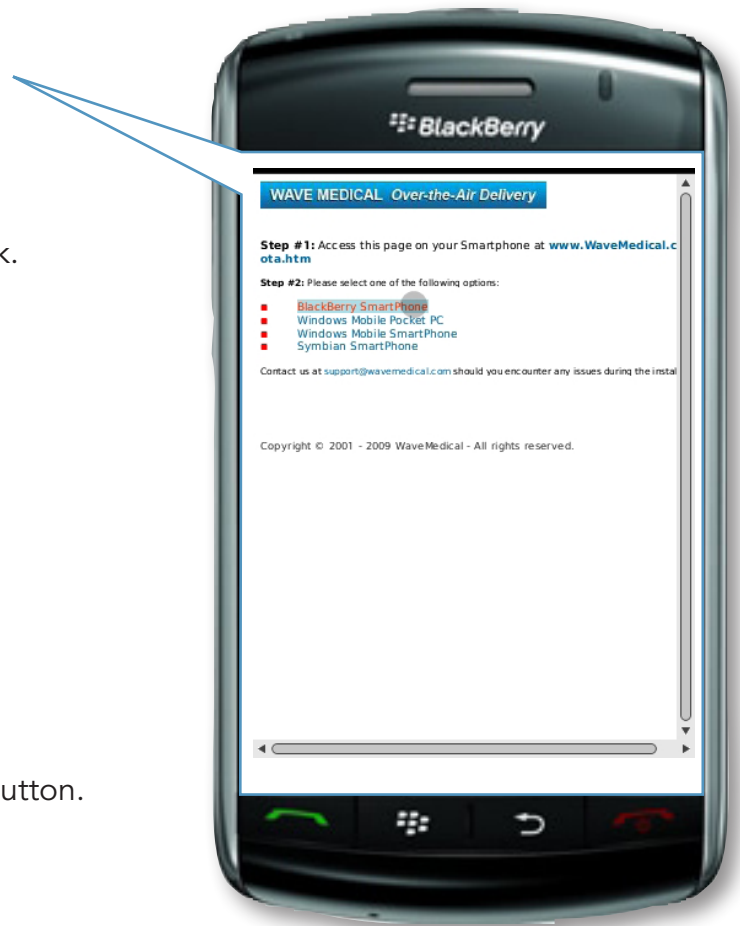 BlackBerry
WAVE MEDICAL Over-the-Air Delivery
Step #1: Access this page on your Smartphone at www.WaveMedical.c
ota.htm
k.
Step #2: Please select one of the following options:
BlackBerry SmartPhone
Windows Mobile Pocket PC
Windows Mobile SmartPhone
Symbian SmartPhone
Contact us at support@wavemedical.com should you encounter any issues during the instal
Copyright © 2001 - 2009 WaveMedical - All rights reserved.
utton.